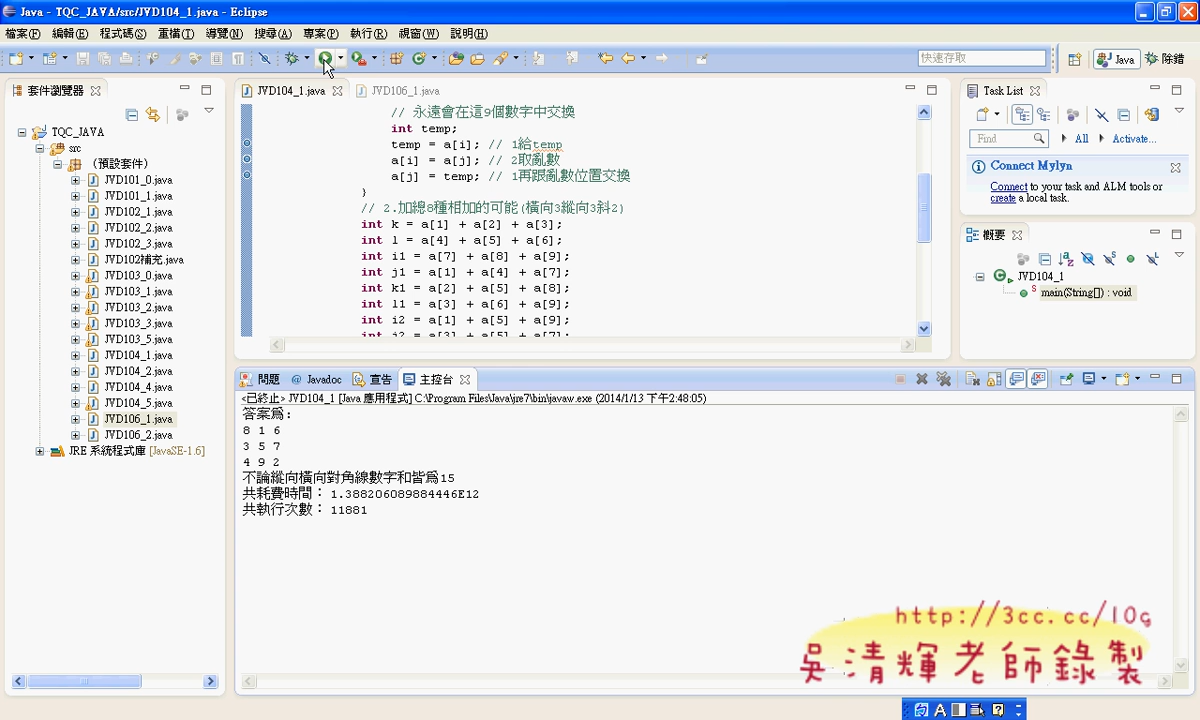 Java - TQC_JAVA/src/JVD104_1.java - Eclipse
檔案(F) 編輯(E) 程式碼(S) 重構(T) 導覽(N) 搜尋(A) 專案(P) 執行(R) 視窗(W) 說明(H)
快速存取
Java
除錯
套件瀏覽器
TQC_JAVA
src
(預設套件)
JVD101_0.java
JVD101_1.java
JVD102_1.java
JVD102_2.java
JVD102_3.java
JVD102補充.java
JVD103_0.java
JVD103_1.java
JVD103_2.java
JVD103_3.java
JVD103_5.java
JVD104_1.java
JVD104_2.java
JVD104_4.java
JVD104_5.java
JVD106_1.java
JVD106_2.java
JRE 系統程式庫 [JavaSE-1.6]
JVD104_1.java
JVD106_1.java
// 永遠會在這9個數字中交換
int temp;
temp = a[i]; // 1給temp
a[i] = a[j]; // 2取亂數
a[j] = temp; // 1再跟亂數位置交換
}
// 2.加總8種相加的可能(橫向3縱向3斜2)
int k = a[1] + a[2] + a[3];
int l = a[4] + a[5] + a[6];
int i1 = a[7] + a[8] + a[9];
int j1 = a[1] + a[4] + a[7];
int k1 = a[2] + a[5] + a[8];
int l1 = a[3] + a[6] + a[9];
int i2 = a[1] + a[5] + a[9];
int j2 = a[3] + a[5] + a[7];
Task List
Find
All
Activate...
Connect Mylyn
Connect to your task and ALM tools or
create a local task.
概要
JVD104_1
main(String[]) : void
問題
@ Javadoc
宣告
主控台
<已終止> JVD104_1 [Java 應用程式] C:\Program Files\Java\jre7\bin\javaw.exe (2014/1/13 下午2:48:05)
答案為:
8 1 6
3 5 7
4 9 2
不論縱向橫向對角線數字和皆為15
共耗費時間: 1.388206089884446E12
共執行次數: 11881
http://3cc.cc/10g
吳清輝老師錄製